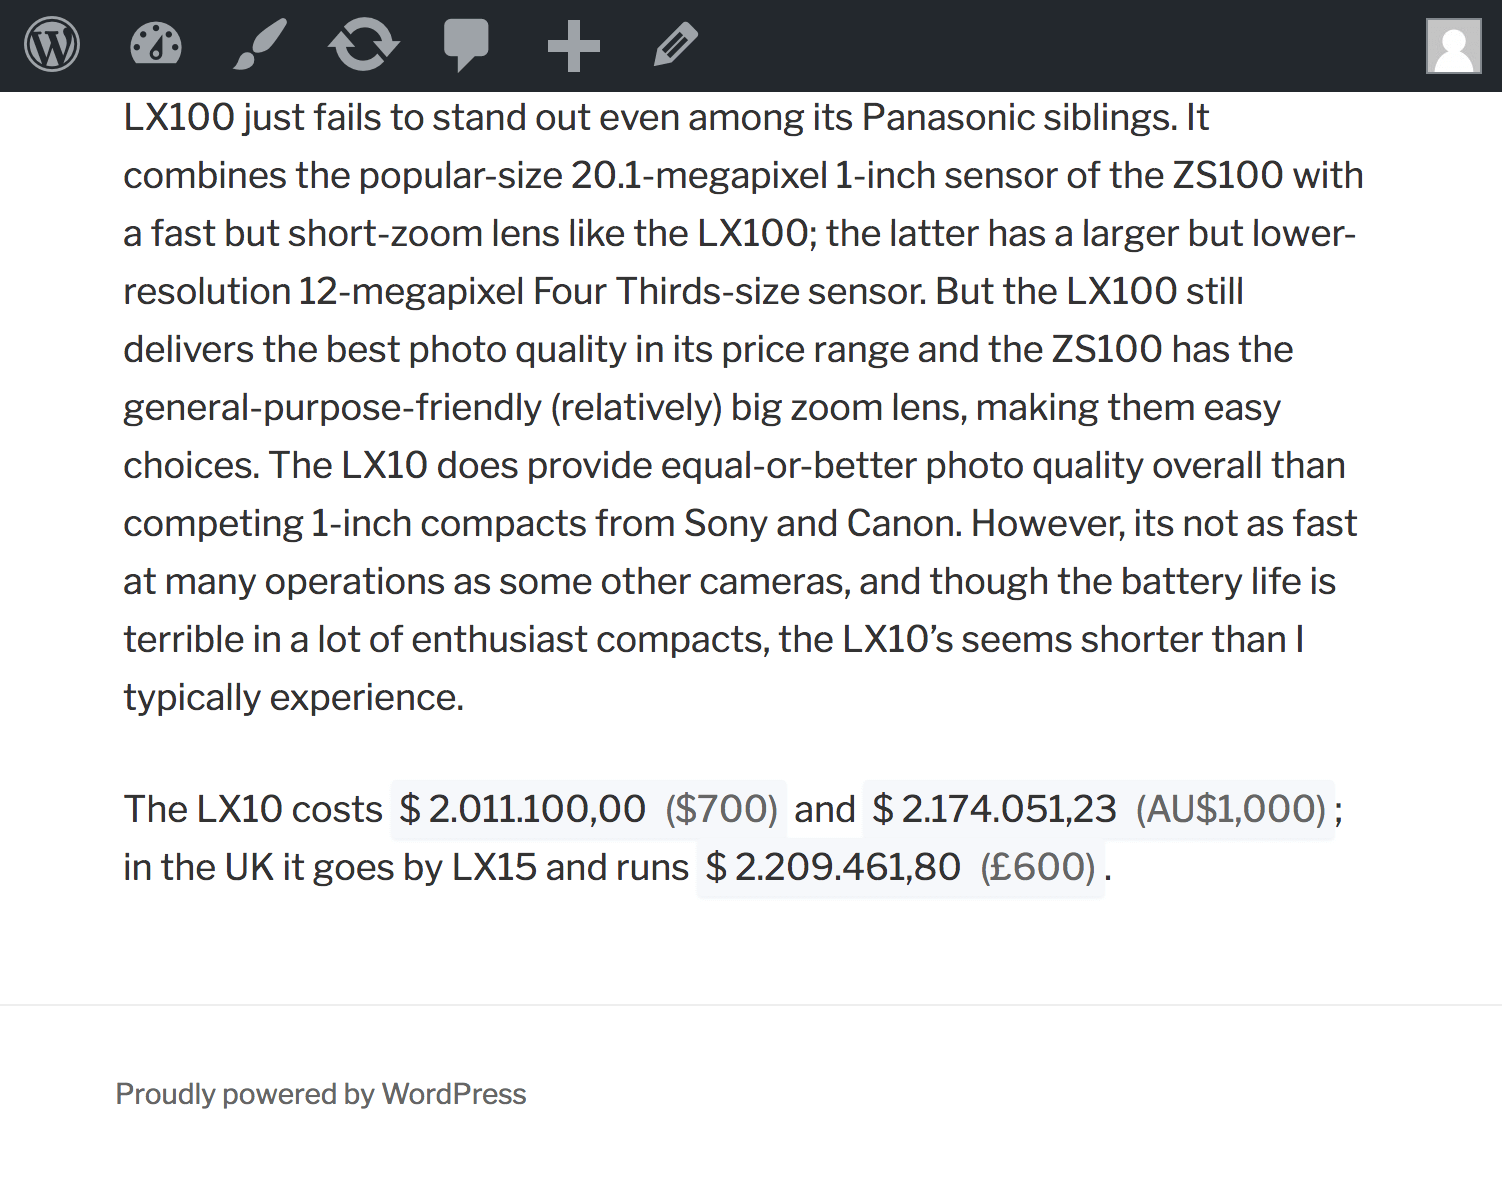 LX100 just fails to stand out even among its Panasonic siblings. It
combines the popular-size 20.1-megapixel 1-inch sensor of the ZS100 with
a fast but short-zoom lens like the LX100; the latter has a larger but lower-
resolution 12-megapixel Four Thirds-size sensor. But the LX100 still
delivers the best photo quality in its price range and the ZS100 has the
general-purpose-friendly (relatively) big zoom lens, making them easy
choices. The LX10 does provide equal-or-better photo quality overall than
competing 1-inch compacts from Sony and Canon. However, its not as fast
at many operations as some other cameras, and though the battery life is
terrible in a lot of enthusiast compacts, the LX10’s seems shorter than I
typically experience.
The LX10 costs $ 2.011.100,00 ($700) and $ 2.174.051,23 (AU$1,000) ;
in the UK it goes by LX15 and runs $ 2.209.461,80 (£600) .
Proudly powered by WordPress